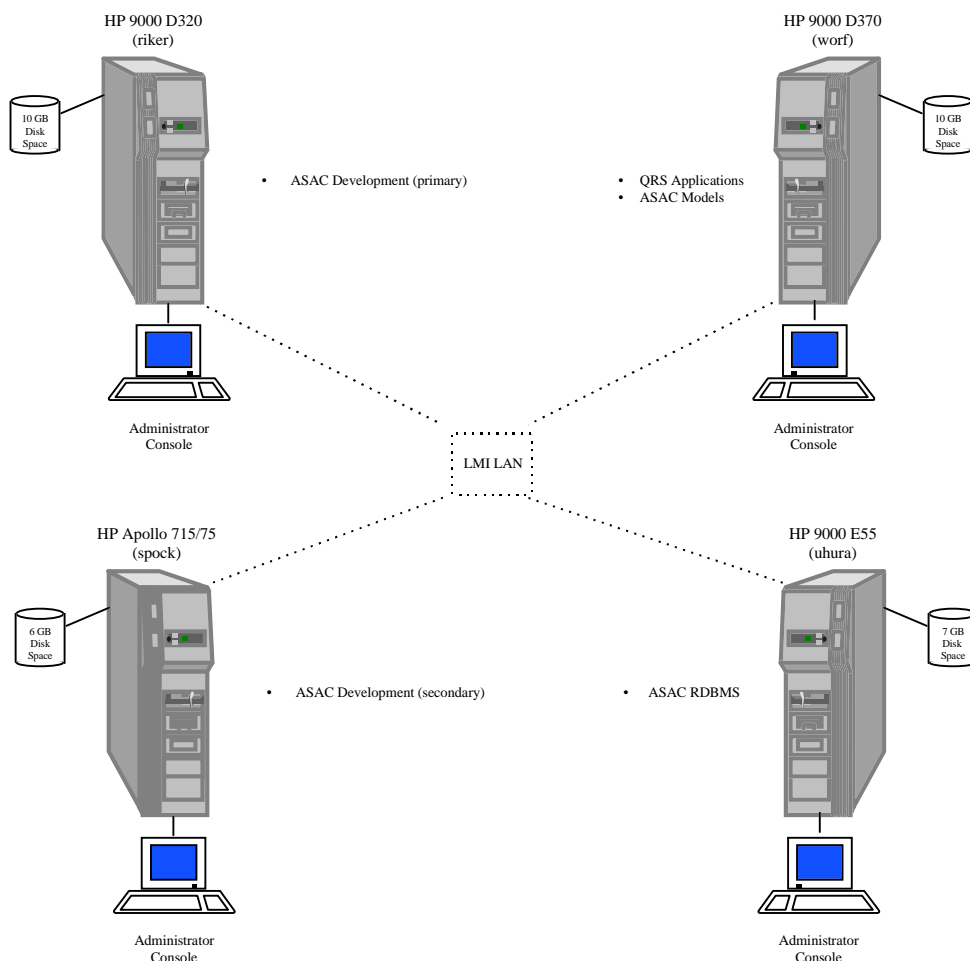 HP 9000 D320
(riker)
10 GB
Disk
Space
• ASAC Development (primary)
Administrator
Console
HP 9000 D370
(worf)
10 GB
Disk
Space
• QRS Applications
• ASAC Models
Administrator
Console
LMI LAN
HP Apollo 715/75
(spock)
6 GB
Disk
Space
• ASAC Development (secondary)
Administrator
Console
HP 9000 E55
(uhura)
7 GB
Disk
Space
• ASAC RDBMS
Administrator
Console